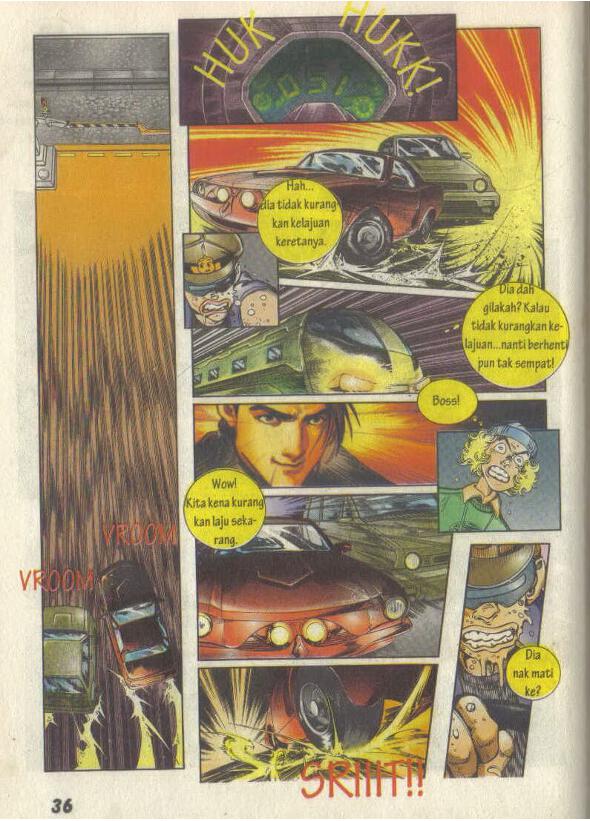 HUK
HUKK!
Hah...
dia tidak kurang-
kan kelajuan
keretanya.
Dia dah
gilakah? Kalau
tidak kurangkan ke-
lajuan...nanti berhenti
pun tak sempat!
Boss!
Wow!
Kita kena kurang
kan laju seka-
rang.
VROOM
VROOM
Dia
nak mati
ke?
SRIIIT!!
36